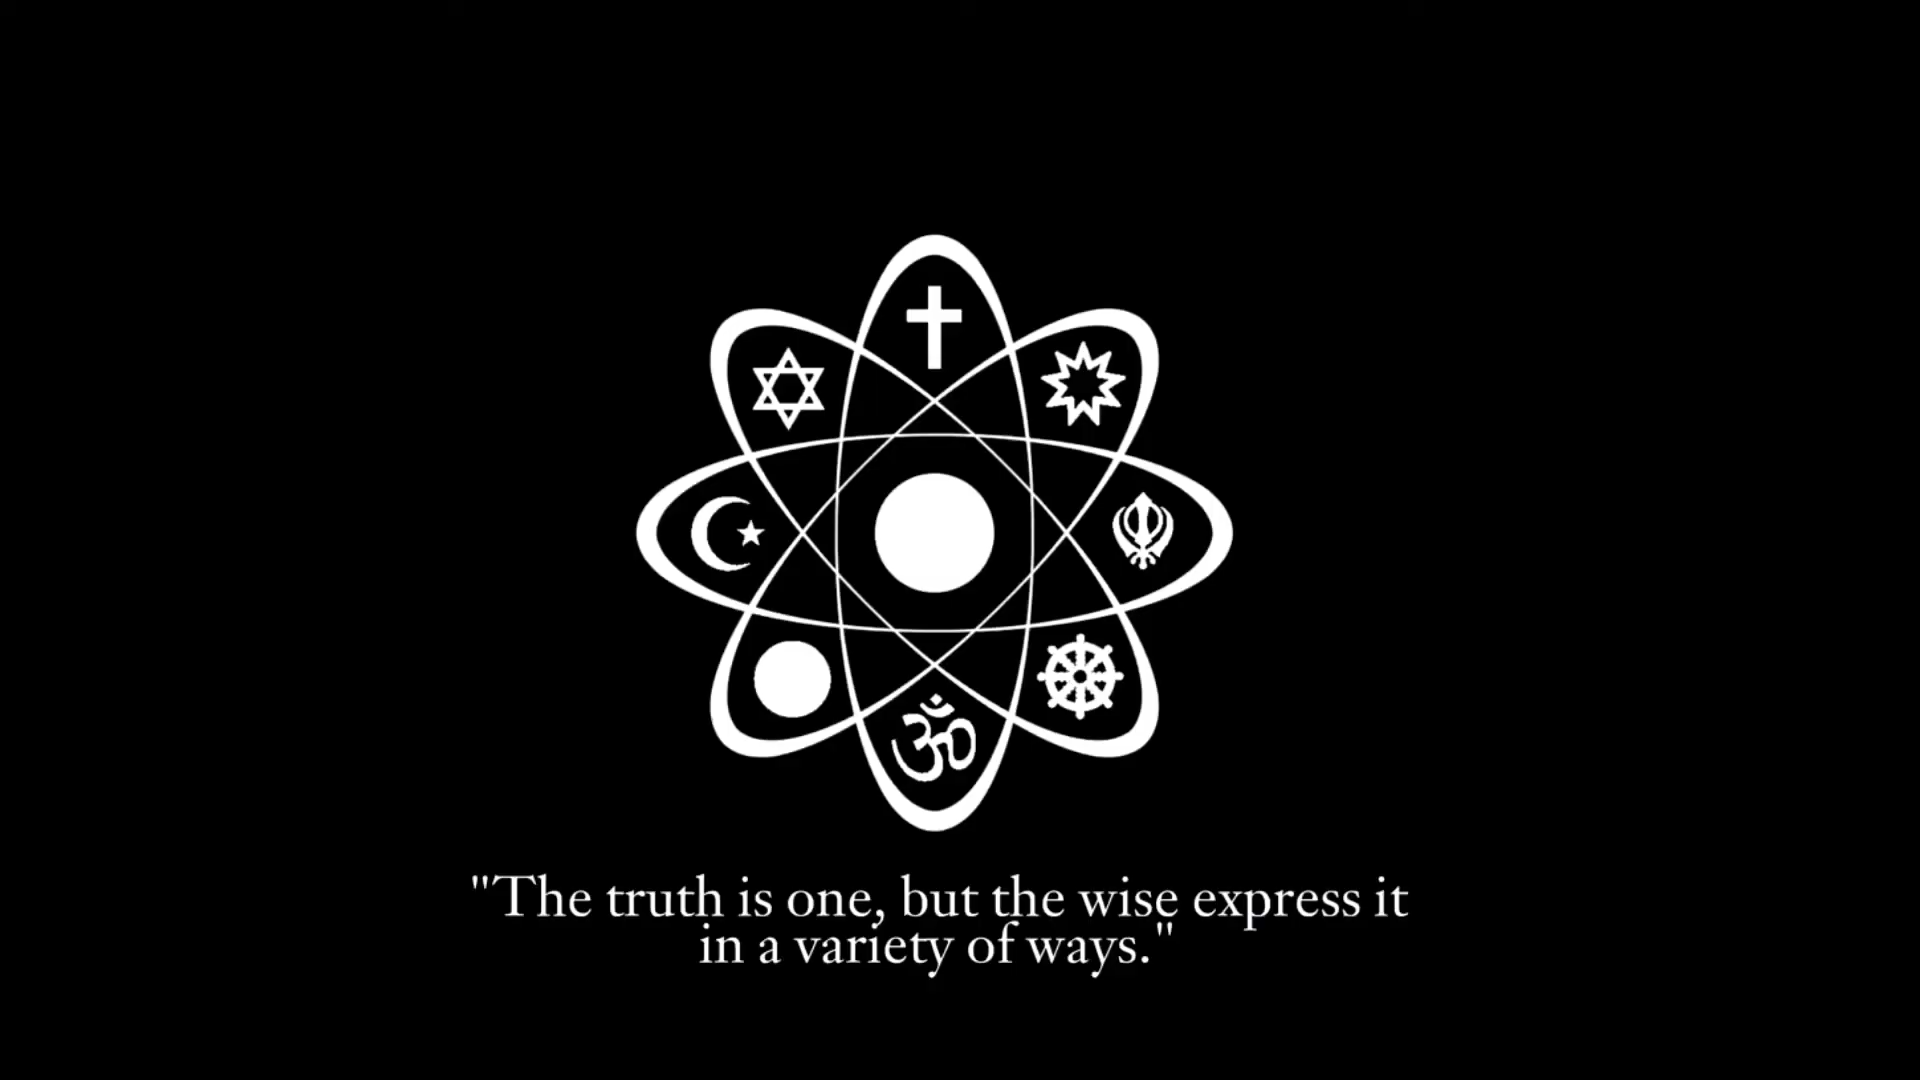 "The truth is one, but the wise express it
in a variety of ways."